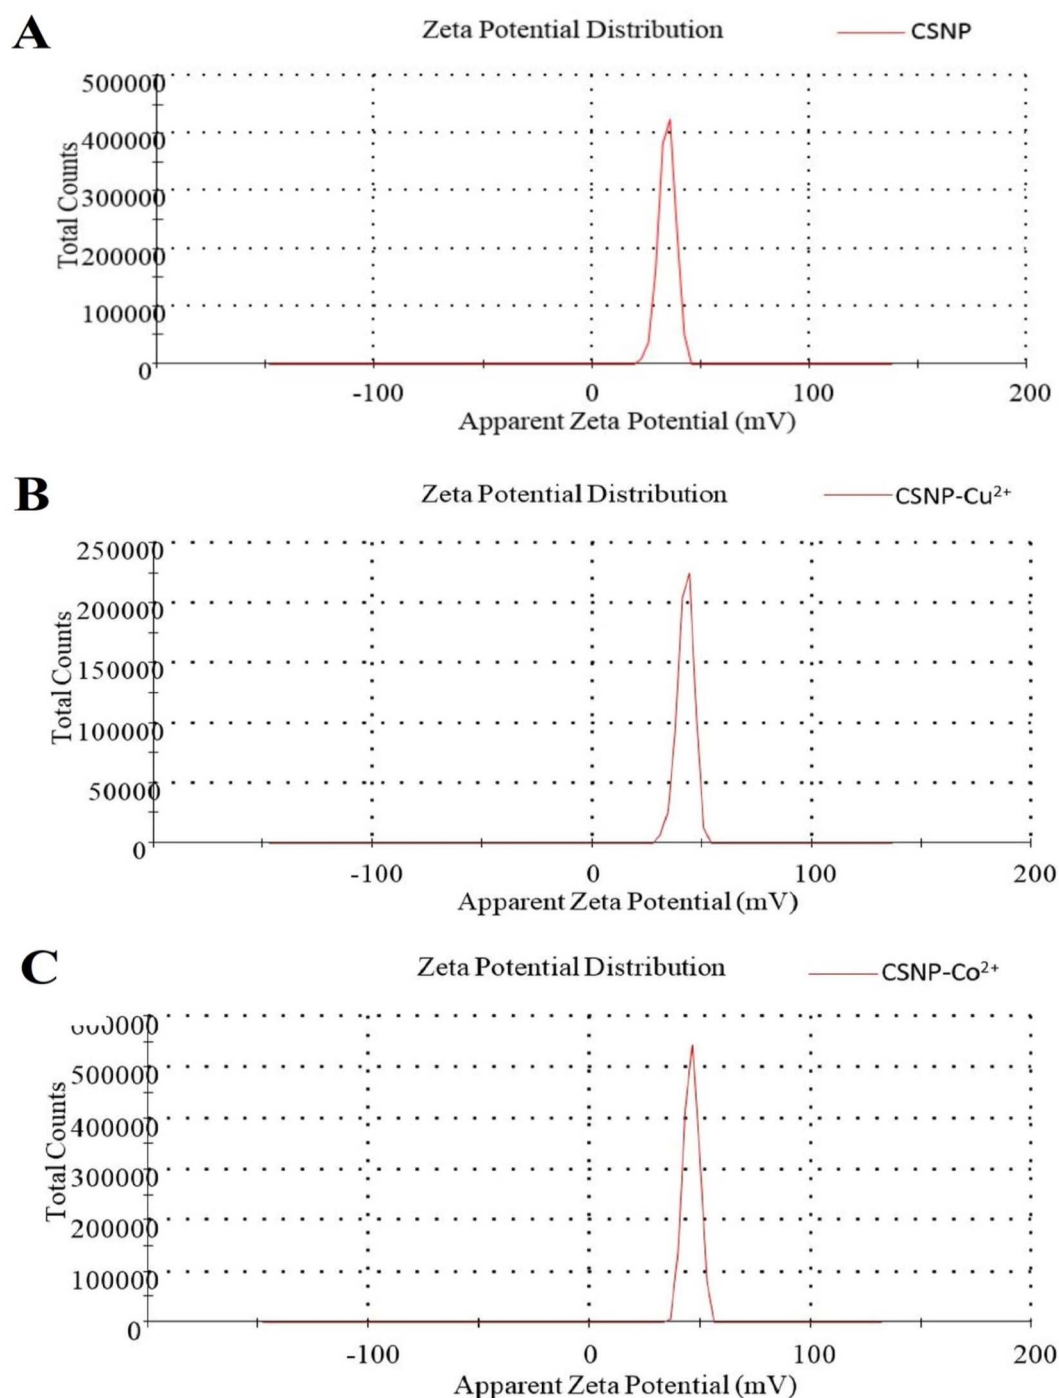 A
Zeta Potential Distribution
CSNP
500000
400000
300000
200000
100000
0
Total Counts
-100
0
100
200
Apparent Zeta Potential (mV)
B
Zeta Potential Distribution
CSNP-Cu²⁺
250000
200000
150000
100000
50000
0
Total Counts
-100
0
100
200
Apparent Zeta Potential (mV)
C
Zeta Potential Distribution
CSNP-Co²⁺
600000
500000
400000
300000
200000
100000
0
Total Counts
-100
0
100
200
Apparent Zeta Potential (mV)